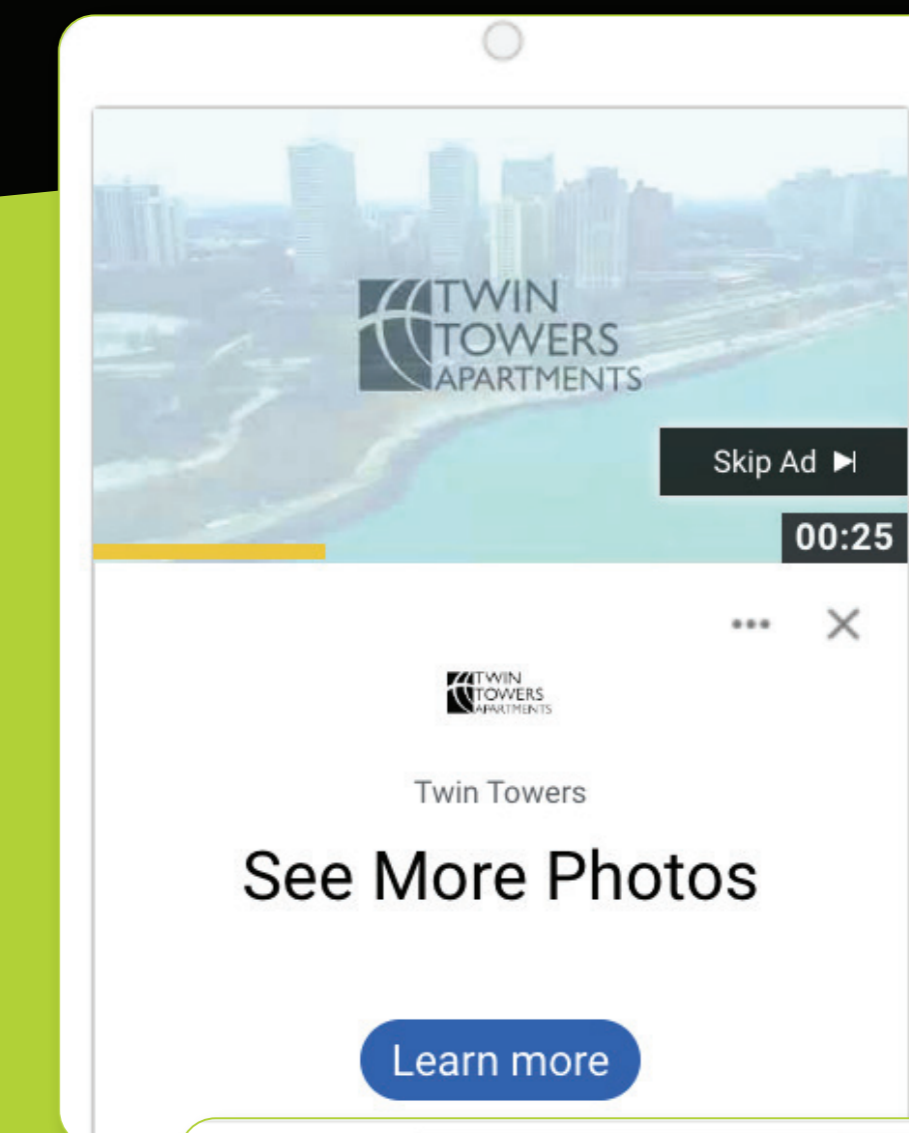 TWIN
TOWERS
APARTMENTS
Skip Ad
00:25
TWIN
TOWERS
APARTMENTS
Twin Towers
See More Photos
Learn more